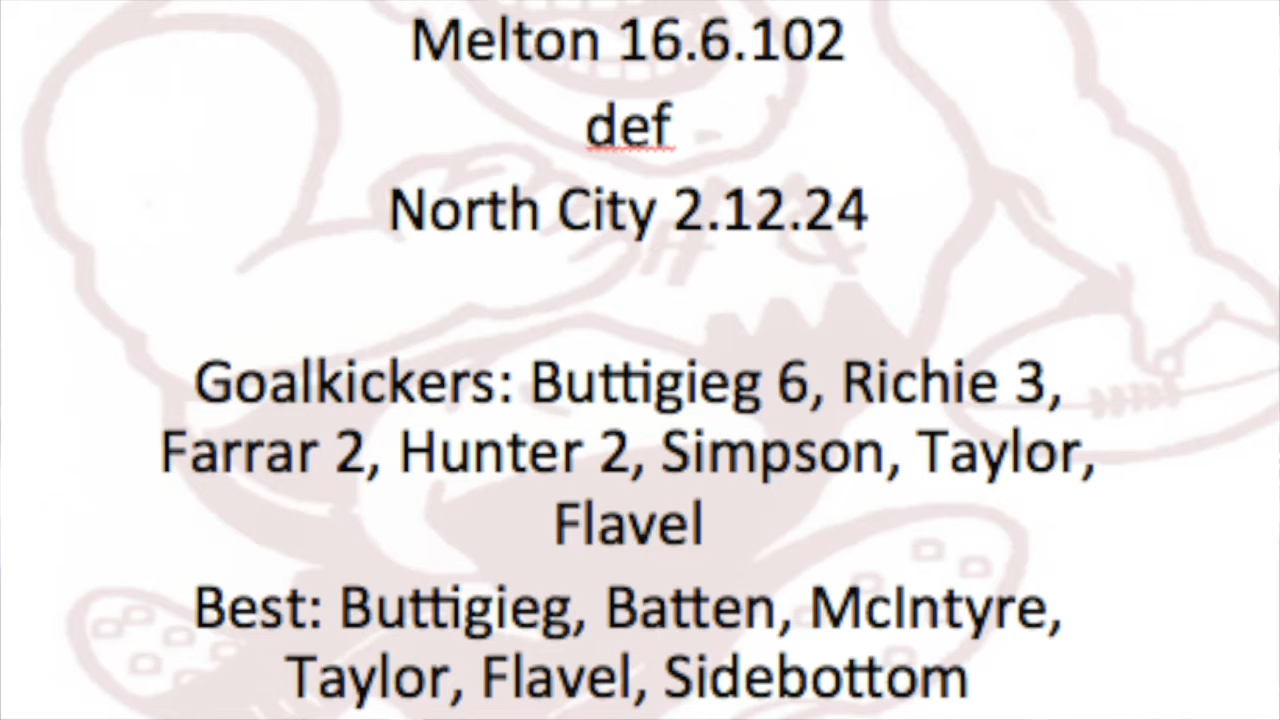 Melton 16.6.102
def
North City 2.12.24
Goalkickers: Buttigieg 6, Richie 3,
Farrar 2, Hunter 2, Simpson, Taylor,
Flavel
Best: Buttigieg, Batten, McIntyre,
Taylor, Flavel, Sidebottom